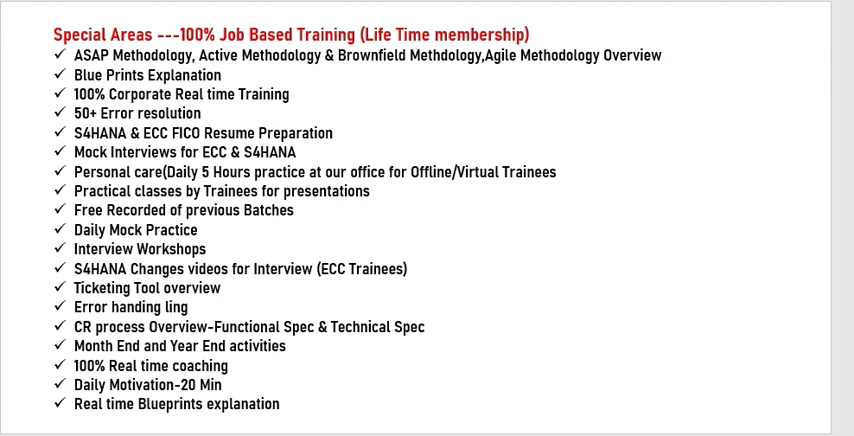 Special Areas ---100% Job Based Training (Life Time membership)
✓ ASAP Methodology, Active Methodology & Brownfield Methdology,Agile Methodology Overview
✓ Blue Prints Explanation
✓ 100% Corporate Real time Training
✓ 50+ Error resolution
✓ S4HANA & ECC FICO Resume Preparation
✓ Mock Interviews for ECC & S4HANA
✓ Personal care(Daily 5 Hours practice at our office for Offline/Virtual Trainees
✓ Practical classes by Trainees for presentations
✓ Free Recorded of previous Batches
✓ Daily Mock Practice
✓ Interview Workshops
✓ S4HANA Changes videos for Interview (ECC Trainees)
✓ Ticketing Tool overview
✓ Error handing ling
✓ CR process Overview-Functional Spec & Technical Spec
✓ Month End and Year End activities
✓ 100% Real time coaching
✓ Daily Motivation-20 Min
✓ Real time Blueprints explanation